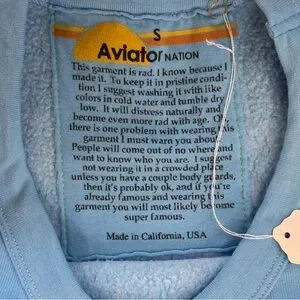 S
Aviator NATION
This garment is rad. I know because I
made it. To keep it in pristine condi-
tion I suggest washing it with like
colors in cold water and tumble dry
low. It will distress naturally and
become even more rad with age. Oh,
there is one problem with wearing this
garment I must warn you about.
People will come out of no where and
want to know who you are. I suggest
not wearing it in a crowded place
unless you have a couple body guards,
then it's probably ok, and if you're
already famous and wearing this
garment you will most likely become
super famous.
Made in California, USA